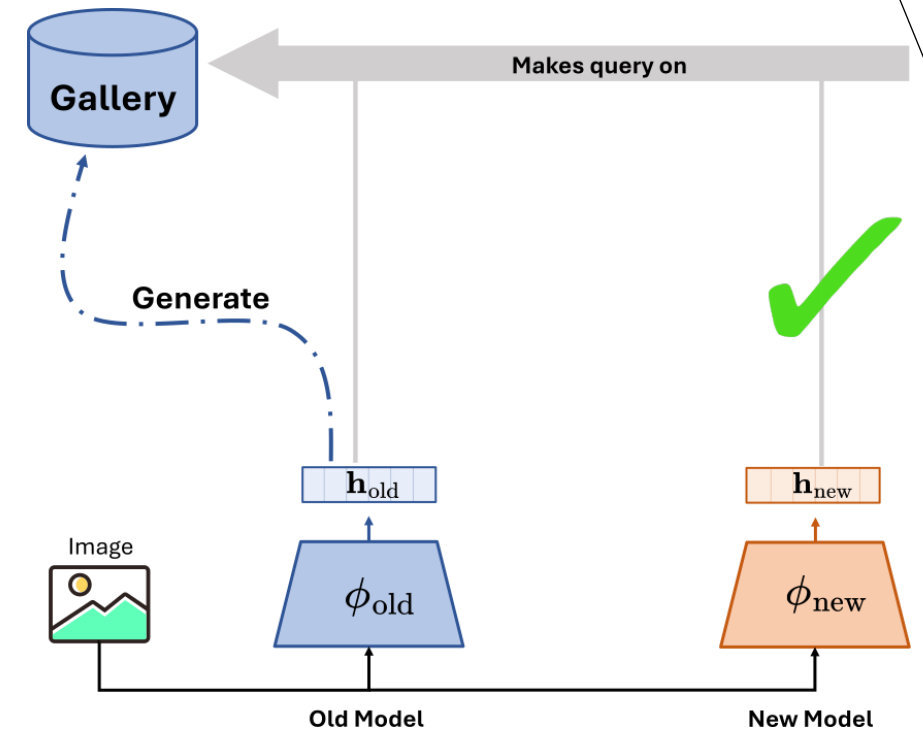 Makes query on
Gallery
Generate
h_old
h_new
Image
ϕ_old
ϕ_new
Old Model
New Model